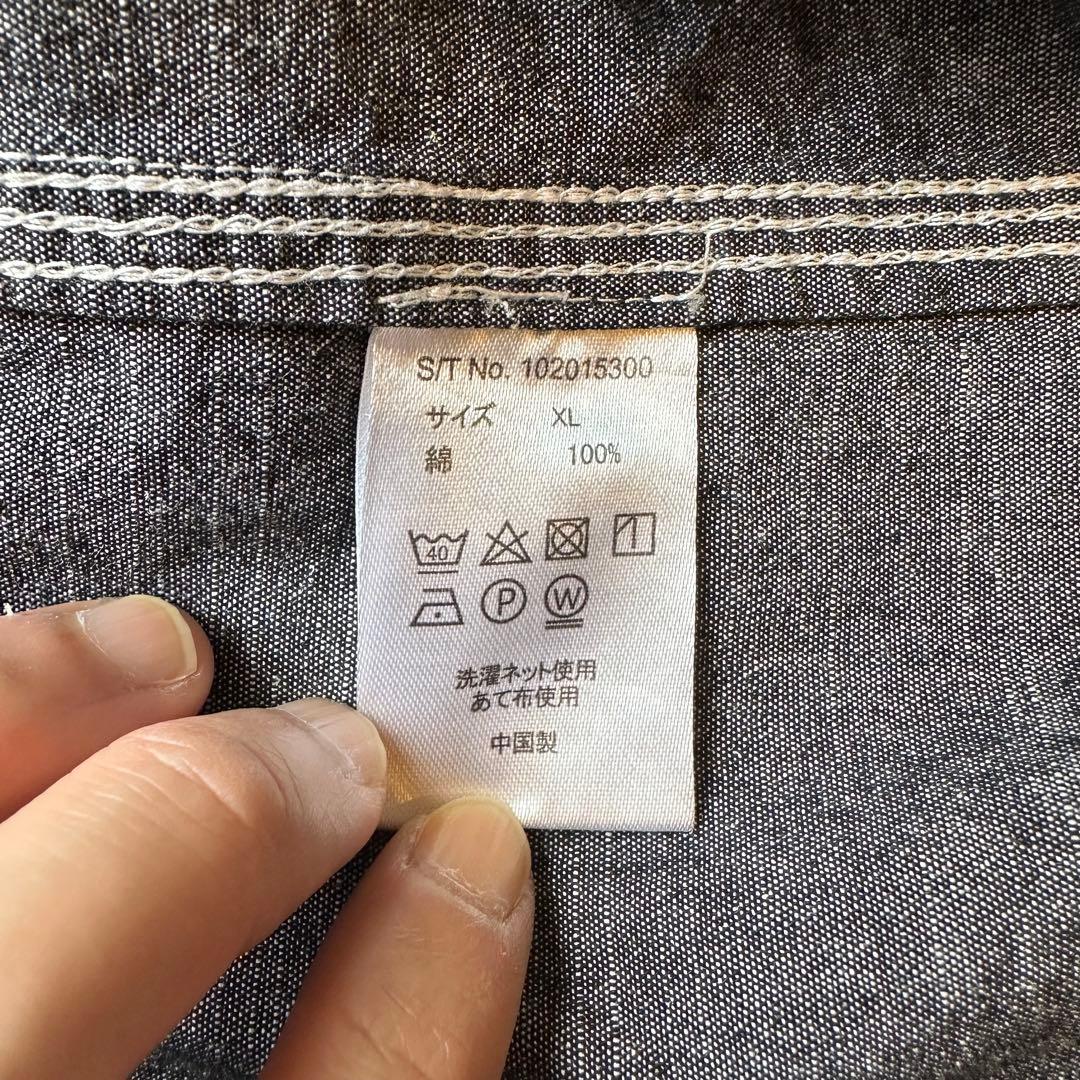 S/T No. 102015300
サイズ XL
綿 100%
40
P W
洗濯ネット使用
あて布使用
中国製